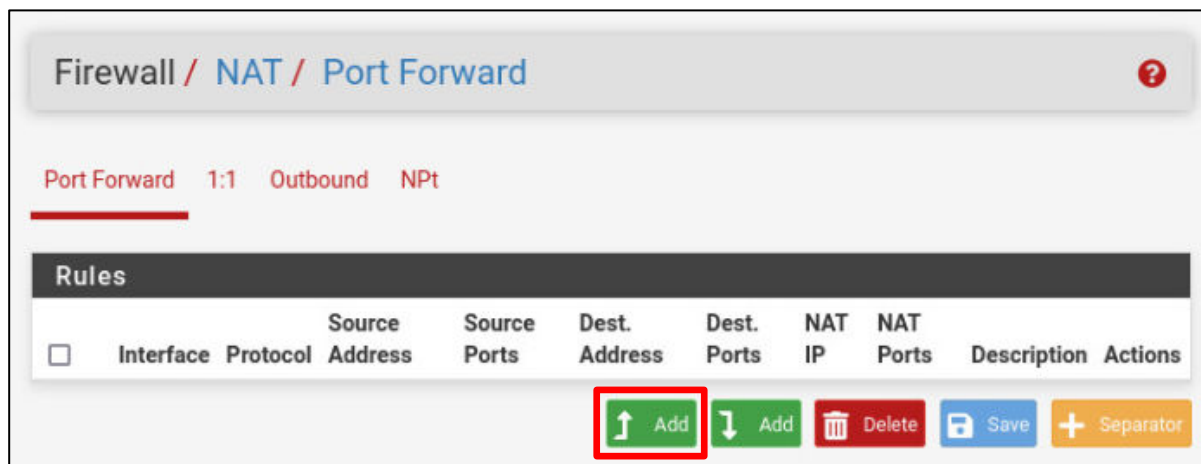 Firewall / NAT / Port Forward ?
Port Forward 1:1 Outbound NPt
Rules
Interface Protocol Source Address Source Ports Dest. Address Dest. Ports NAT IP NAT Ports Description Actions
Add Add Delete Save Separator